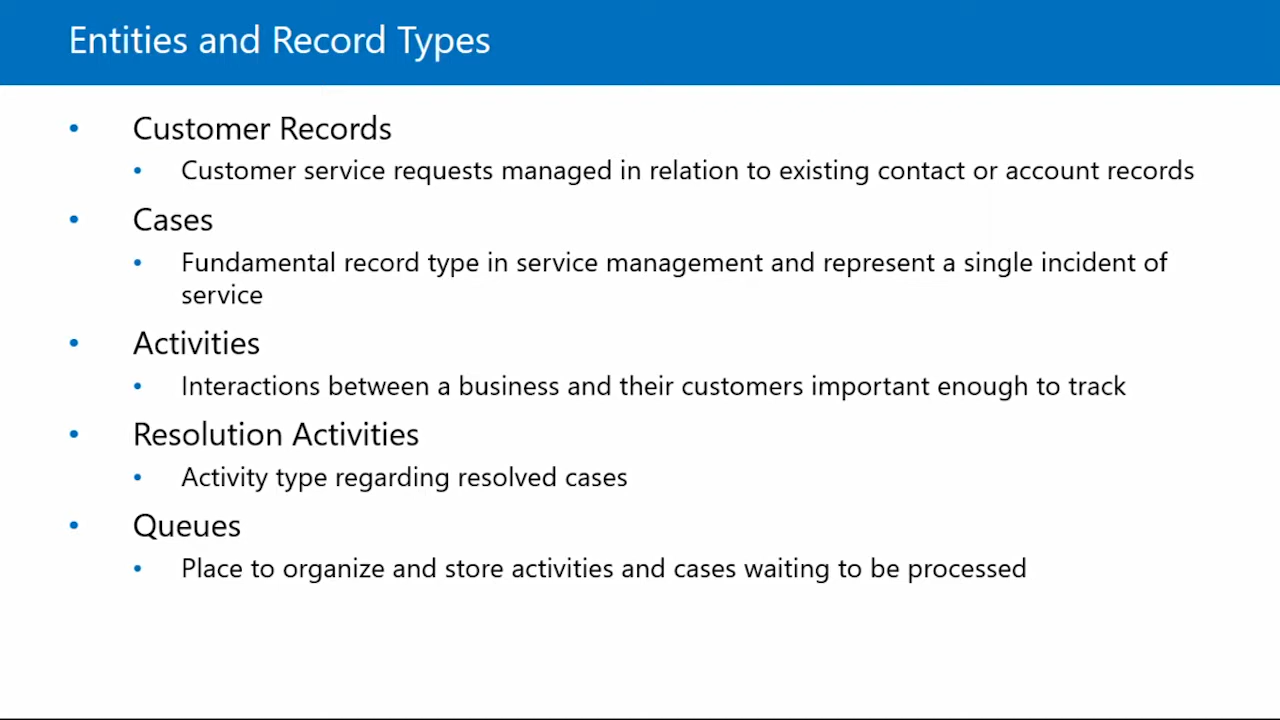 Entities and Record Types
• Customer Records
• Customer service requests managed in relation to existing contact or account records
• Cases
• Fundamental record type in service management and represent a single incident of
service
• Activities
• Interactions between a business and their customers important enough to track
• Resolution Activities
• Activity type regarding resolved cases
• Queues
• Place to organize and store activities and cases waiting to be processed